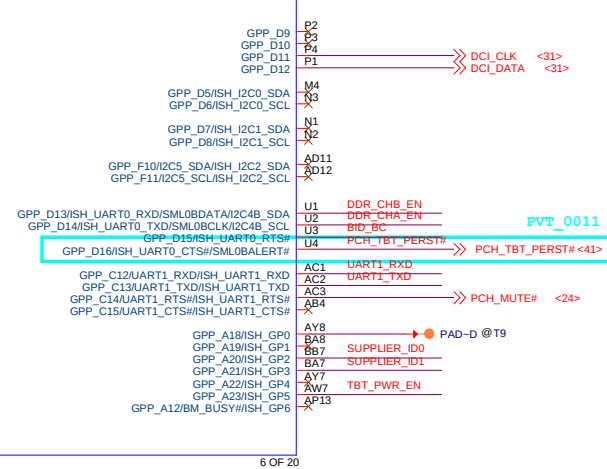 GPP_D9 P2
GPP_D10 P3
GPP_D11 P4 DCI_CLK <31>
GPP_D12 P1 DCI_DATA <31>
GPP_D5/ISH_I2C0_SDA M4
GPP_D6/ISH_I2C0_SCL N3
GPP_D7/ISH_I2C1_SDA N1
GPP_D8/ISH_I2C1_SCL N2
GPP_F10/I2C5_SDA/ISH_I2C2_SDA AD11
GPP_F11/I2C5_SCL/ISH_I2C2_SCL AD12
GPP_D13/ISH_UART0_RXD/SML0BDATA/I2C4B_SDA U1 DDR_CHB_EN
GPP_D14/ISH_UART0_TXD/SML0BCLK/I2C4B_SCL U2 DDR_CHA_EN
PVT_0011
GPP_D15/ISH_UART0_RTS# U3 BID_BC
GPP_D16/ISH_UART0_CTS#/SML0BALERT# U4 PCH_TBT_PERST# PCH_TBT_PERST# <41>
GPP_C12/UART1_RXD/ISH_UART1_RXD AC1 UART1_RXD
GPP_C13/UART1_TXD/ISH_UART1_TXD AC2 UART1_TXD
GPP_C14/UART1_RTS#/ISH_UART1_RTS# AC3 PCH_MUTE# <24>
GPP_C15/UART1_CTS#/ISH_UART1_CTS# AB4
GPP_A18/ISH_GP0 AY8 PAD~D @T9
GPP_A19/ISH_GP1 BA8
GPP_A20/ISH_GP2 BB7 SUPPLIER_ID0
GPP_A21/ISH_GP3 BA7 SUPPLIER_ID1
GPP_A22/ISH_GP4 AY7
GPP_A23/ISH_GP5 AW7 TBT_PWR_EN
GPP_A12/BM_BUSY#/ISH_GP6 AP13
6 OF 20